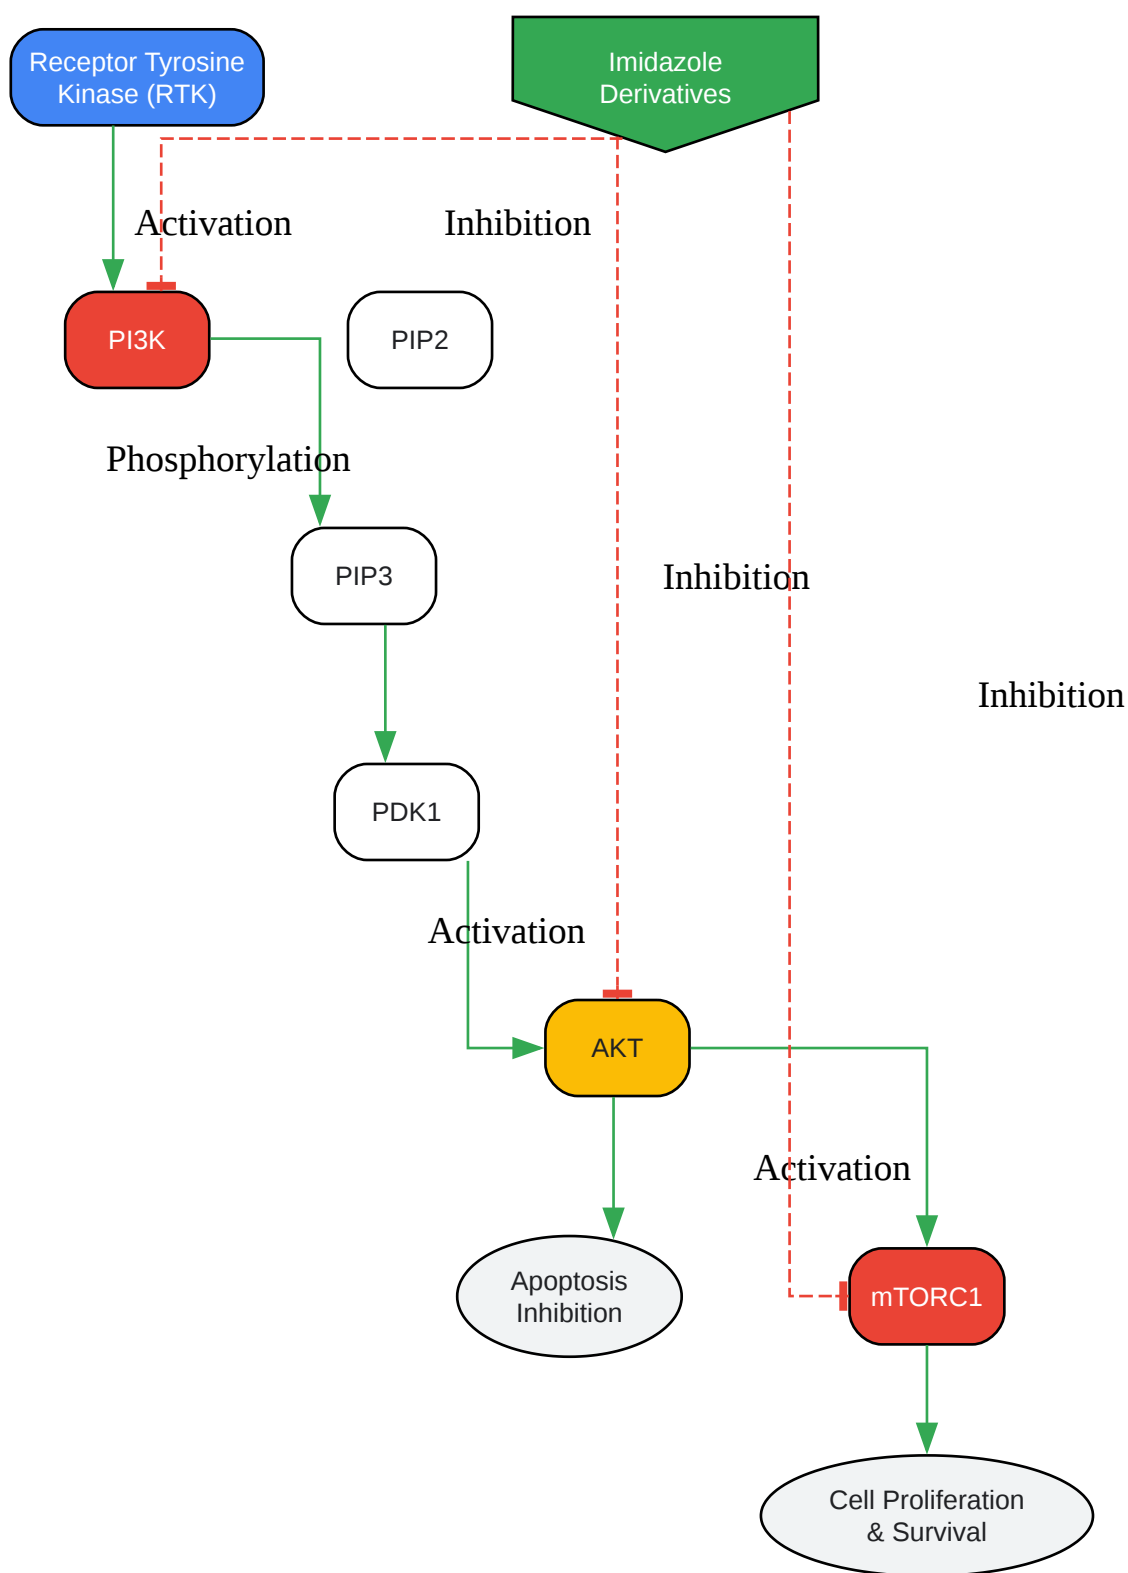 Receptor Tyrosine
Kinase (RTK)
Imidazole
Derivatives
Activation
Inhibition
PI3K
PIP2
Phosphorylation
PIP3
Inhibition
Inhibition
PDK1
Activation
AKT
Activation
Apoptosis
Inhibition
mTORC1
Cell Proliferation
& Survival